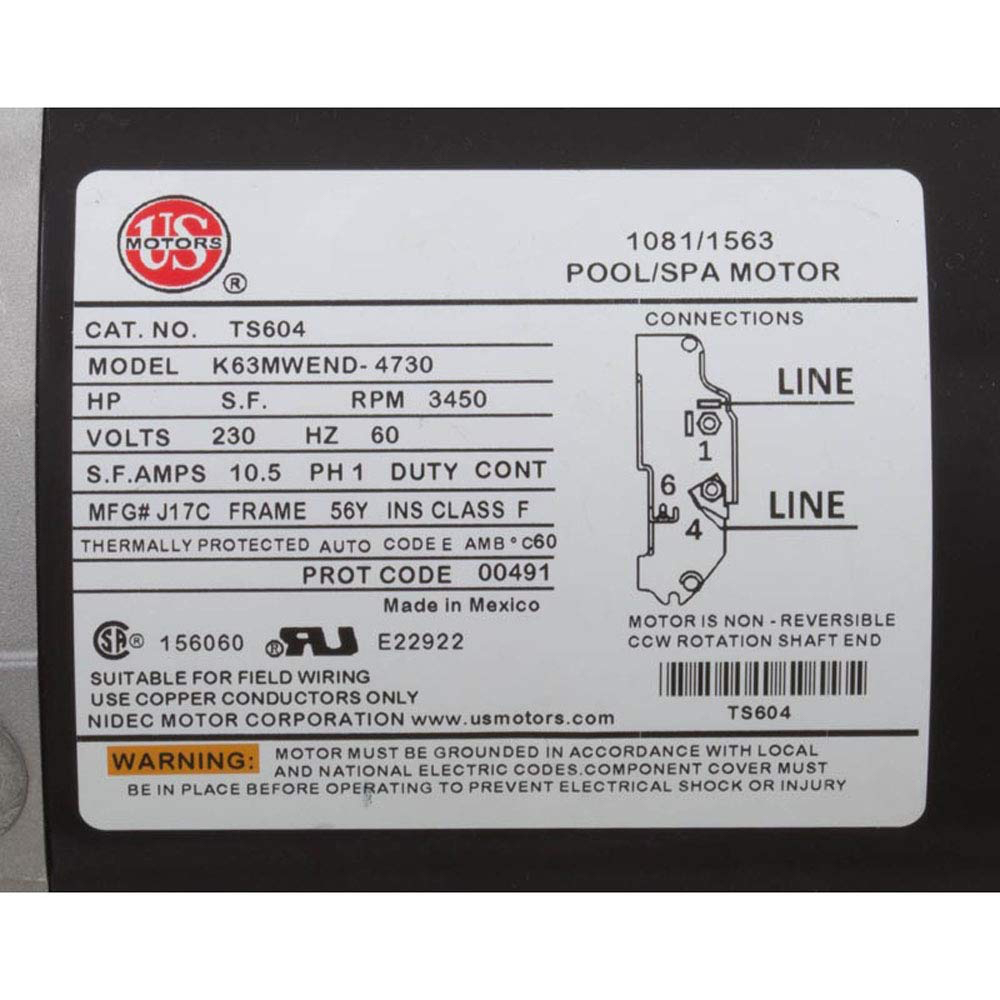 US
MOTORS
®
1081/1563
POOL/SPA MOTOR
CAT. NO. TS604
MODEL K63MWEND-4730
HP S.F. RPM 3450
VOLTS 230 HZ 60
S.F.AMPS 10.5 PH 1 DUTY CONT
MFG# J17C FRAME 56Y INS CLASS F
THERMALLY PROTECTED AUTO CODE E AMB°C60
PROT CODE 00491
Made in Mexico
CONNECTIONS
LINE
1
6
LINE
4
MOTOR IS NON - REVERSIBLE
CCW ROTATION SHAFT END
TS604
SA® 156060 ®RU E22922
SUITABLE FOR FIELD WIRING
USE COPPER CONDUCTORS ONLY
NIDEC MOTOR CORPORATION www.usmotors.com
WARNING: MOTOR MUST BE GROUNDED IN ACCORDANCE WITH LOCAL
AND NATIONAL ELECTRIC CODES.COMPONENT COVER MUST
BE IN PLACE BEFORE OPERATING TO PREVENT ELECTRICAL SHOCK OR INJURY